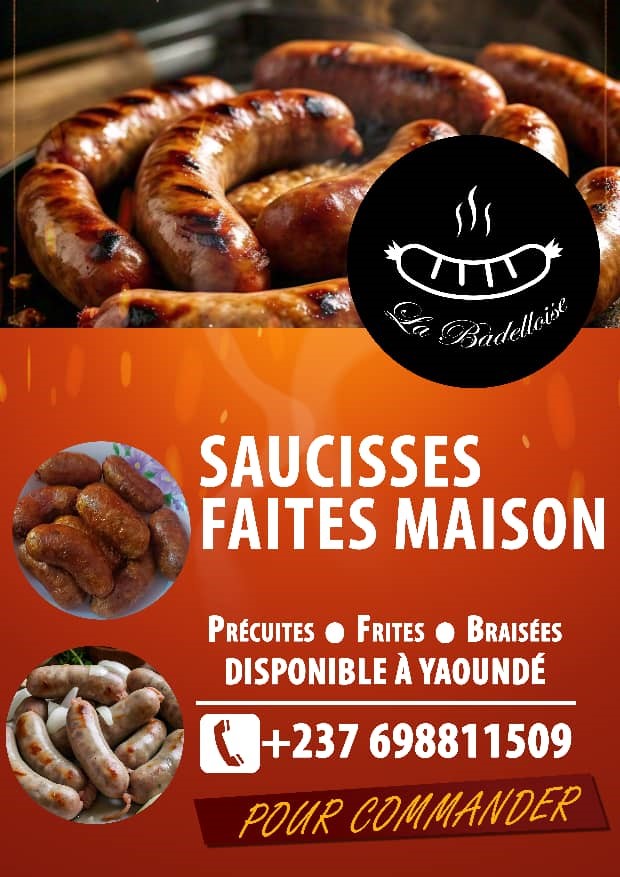 La Badelloise
SAUCISSES
FAITES MAISON
PRÉCUITES ● FRITES ● BRAISÉES
DISPONIBLE À YAOUNDÉ
+237 698811509
POUR COMMANDER